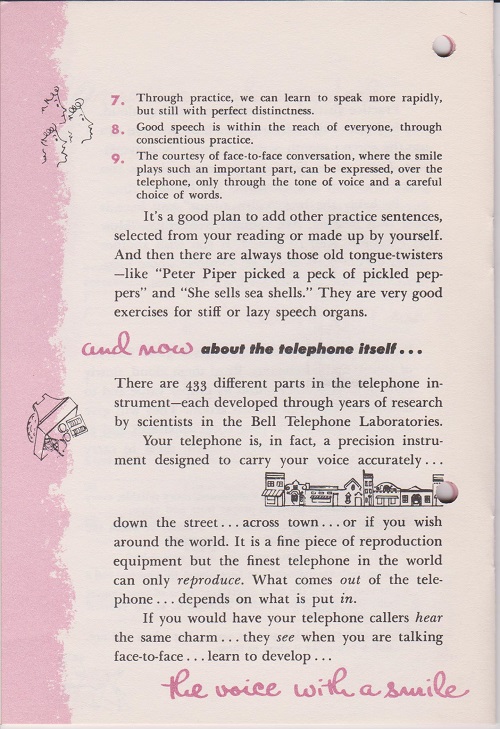 7. Through practice, we can learn to speak more rapidly,
but still with perfect distinctness.
8. Good speech is within the reach of everyone, through
conscientious practice.
9. The courtesy of face-to-face conversation, where the smile
plays such an important part, can be expressed, over the
telephone, only through the tone of voice and a careful
choice of words.
It's a good plan to add other practice sentences,
selected from your reading or made up by yourself.
And then there are always those old tongue-twisters
—like "Peter Piper picked a peck of pickled pep-
pers" and "She sells sea shells." They are very good
exercises for stiff or lazy speech organs.
and now about the telephone itself...
There are 433 different parts in the telephone in-
strument—each developed through years of research
by scientists in the Bell Telephone Laboratories.
Your telephone is, in fact, a precision instru-
ment designed to carry your voice accurately...
down the street...across town...or if you wish
around the world. It is a fine piece of reproduction
equipment but the finest telephone in the world
can only reproduce. What comes out of the tele-
phone...depends on what is put in.
If you would have your telephone callers hear
the same charm...they see when you are talking
face-to-face...learn to develop...
the voice with a smile